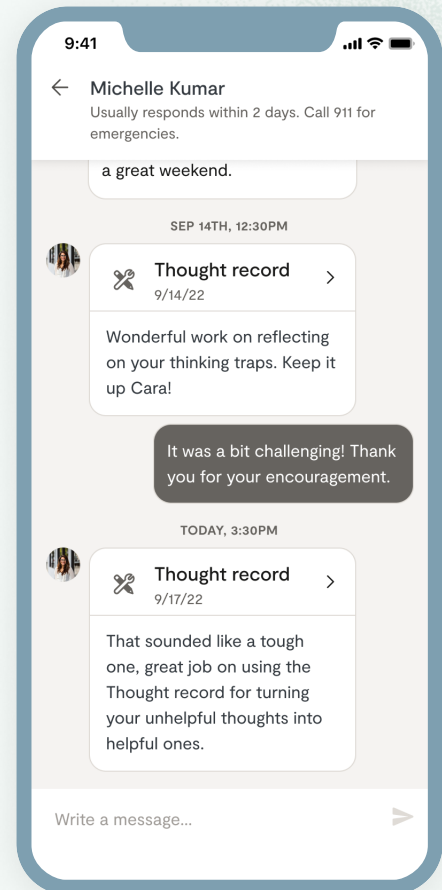 9:41
Michelle Kumar
Usually responds within 2 days. Call 911 for
emergencies.
a great weekend.
SEP 14TH, 12:30PM
Thought record
9/14/22
Wonderful work on reflecting
on your thinking traps. Keep it
up Cara!
It was a bit challenging! Thank
you for your encouragement.
TODAY, 3:30PM
Thought record
9/17/22
That sounded like a tough
one, great job on using the
Thought record for turning
your unhelpful thoughts into
helpful ones.
Write a message...